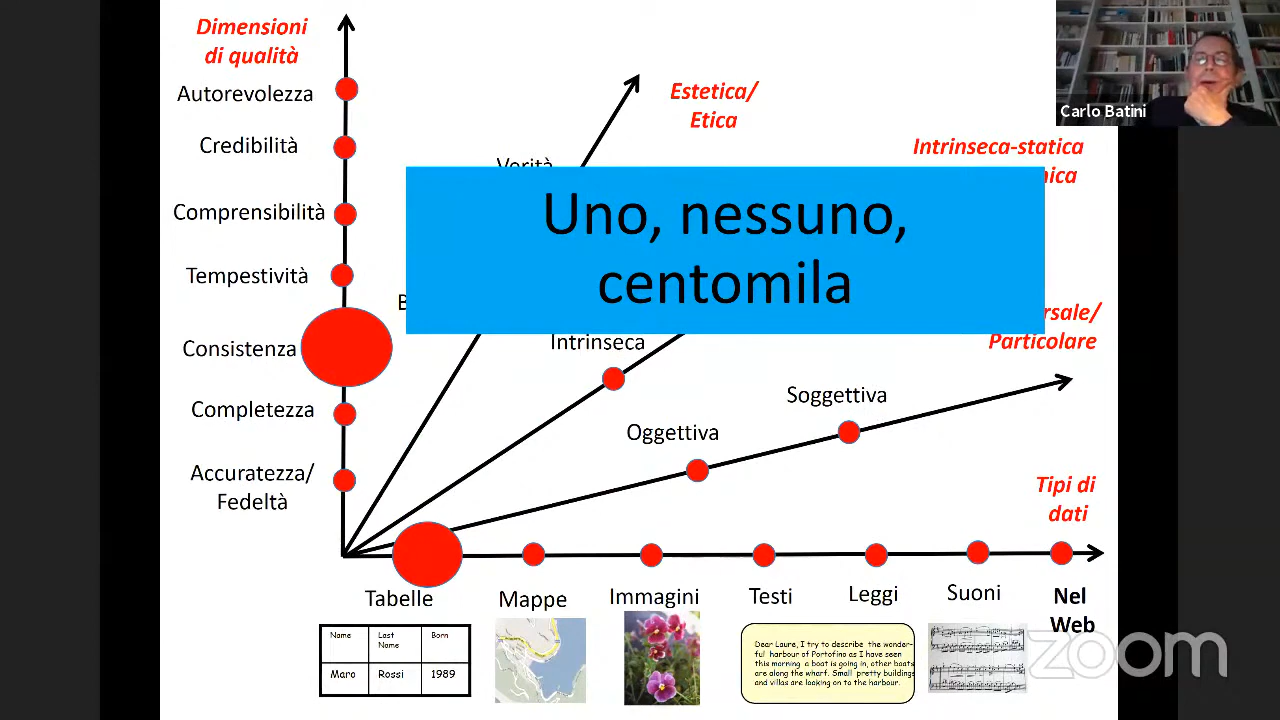 Dimensioni
di qualità
Autorevolezza
Credibilità
Comprensibilità
Tempestività
Consistenza
Completezza
Accuratezza/
Fedeltà
Estetica/
Etica
Verità
Intrinseca-statica
Uno, nessuno,
centomila
Particolare
Intrinseca
Soggettiva
Oggettiva
Tipi di
dati
Tabelle
Mappe
Immagini
Testi
Leggi
Suoni
Nel
Web
Name
Last
Name
Born
Maro
Rossi
1989
Dear Laure, I try to describe the wonder-
ful harbour of Portofino as I have seen
this morning a boat is going in, other boats
are along the wharf. Small pretty buildings
and villas are looking on to the harbour.
Carlo Batini
zoom